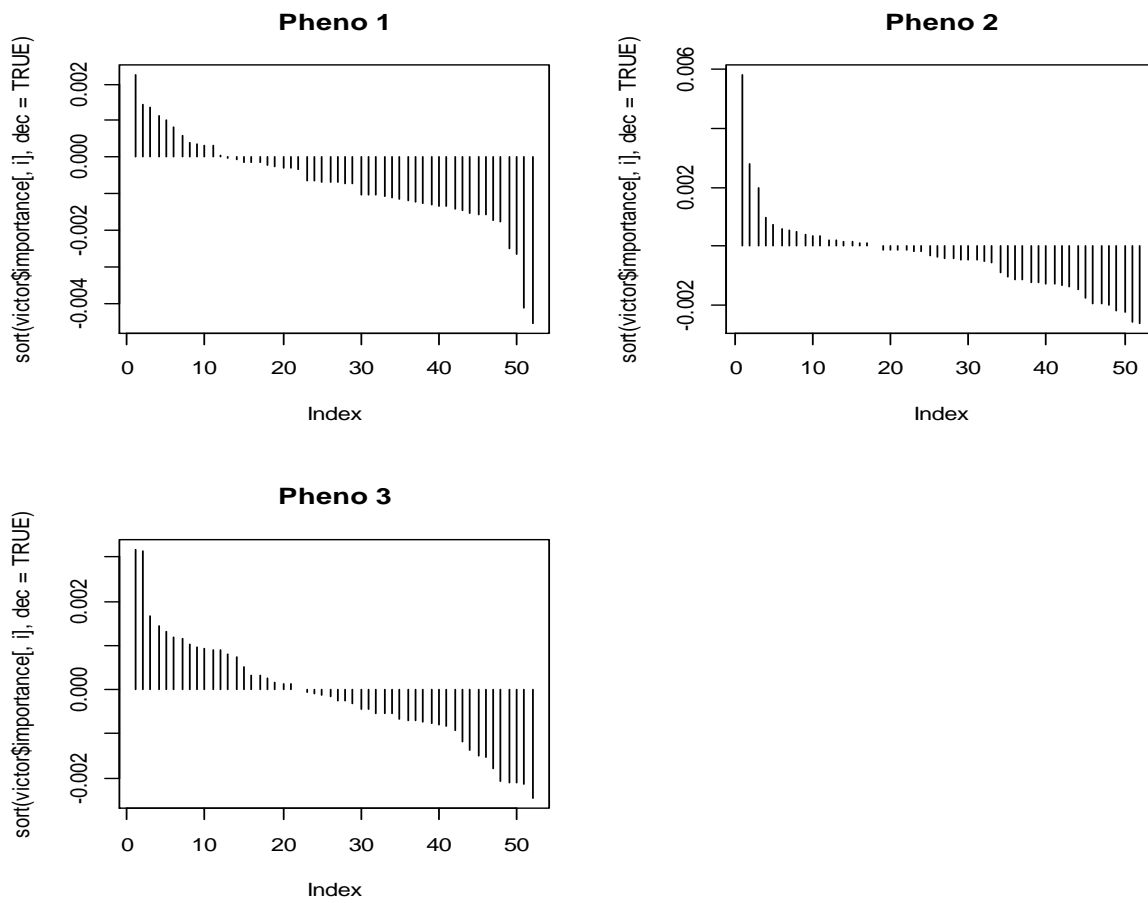 Pheno 1
sort(victor$importance[, i], dec = TRUE)
0.002
0.000
-0.002
-0.004
0 10 20 30 40 50
Index
Pheno 2
sort(victor$importance[, i], dec = TRUE)
0.006
0.002
-0.002
0 10 20 30 40 50
Index
Pheno 3
sort(victor$importance[, i], dec = TRUE)
0.002
0.000
-0.002
0 10 20 30 40 50
Index